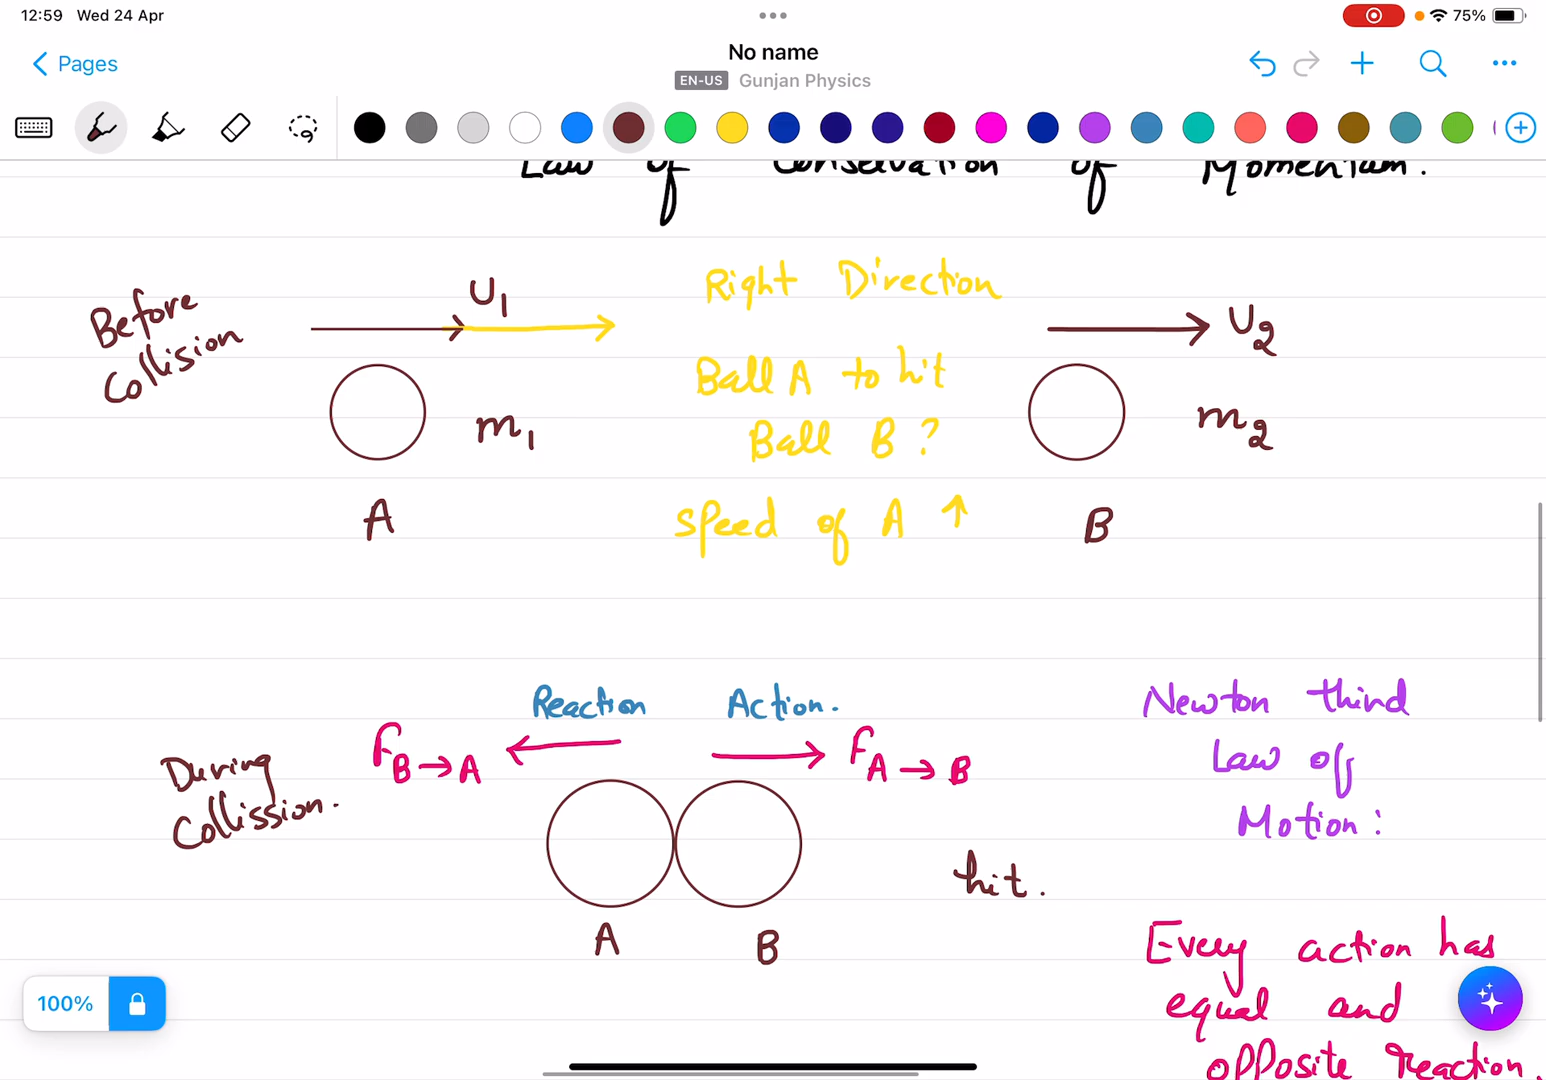 12:59 Wed 24 Apr
75%
Pages
No name
EN-US Gunjan Physics
Law of Conservation of Momentum.
Before
Collision
U1
Right Direction
U2
m1
Ball A to hit
Ball B ?
m2
A
Speed of A ↑
B
Reaction
Action.
Newton third
Law off
Motion :
During
Collission.
FB→A
FA→B
hit.
A
B
Every action has
equal and
opposite reaction.
100%